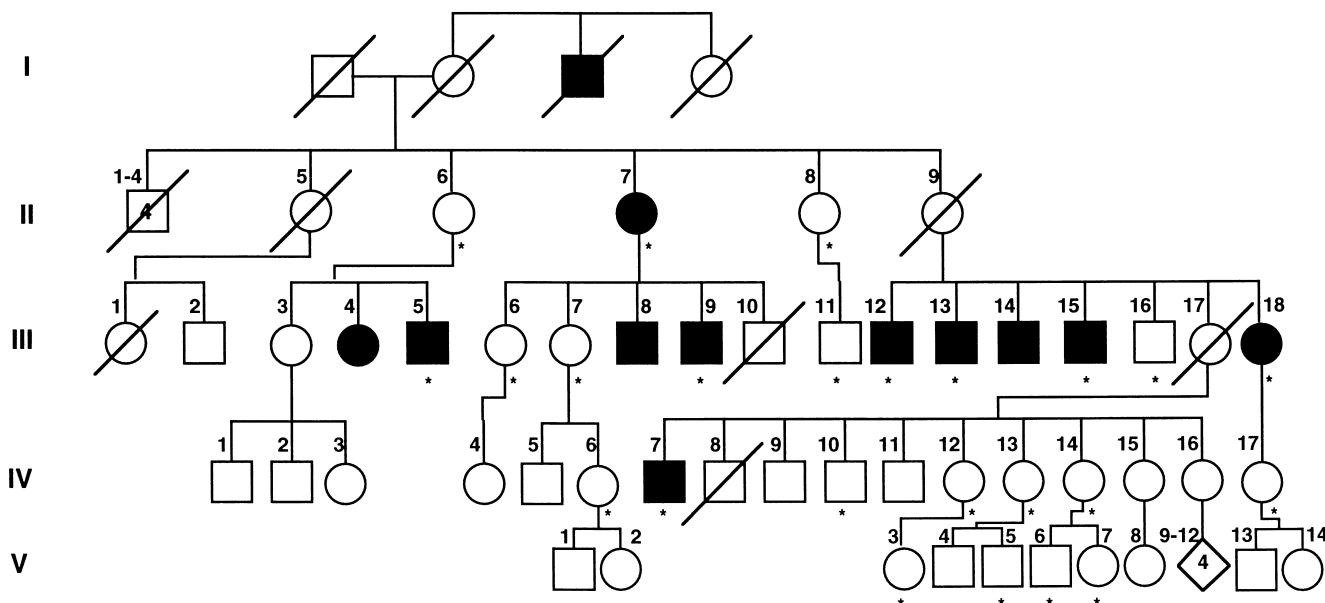 I
1-4 5 6 7 8 9
II 4
* * *
1 2 3 4 5 6 7 8 9 10 11 12 13 14 15 16 17 18
III
* * * * * * * * * *
1 2 3 4 5 6 7 8 9 10 11 12 13 14 15 16 17
IV
* * * * * * *
1 2 3 4 5 6 7 8 9-12 13 14
V 4
* * * *